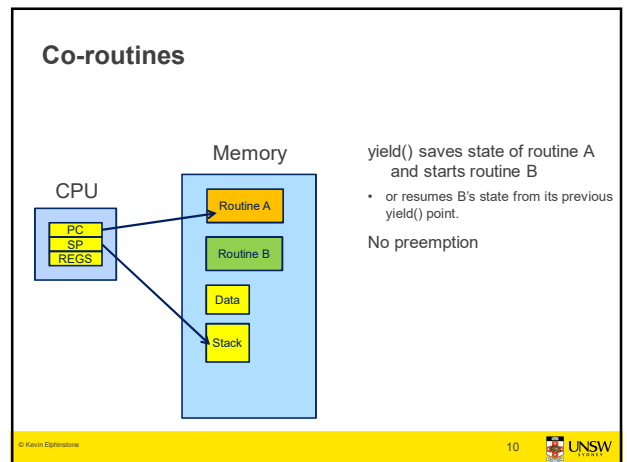 Co-routines
Memory
CPU
PC
SP
REGS
Routine A
Routine B
Data
Stack
yield() saves state of routine A
and starts routine B
• or resumes B's state from its previous
yield() point.
No preemption
© Kevin Elphinstone
10
UNSW
SYDNEY